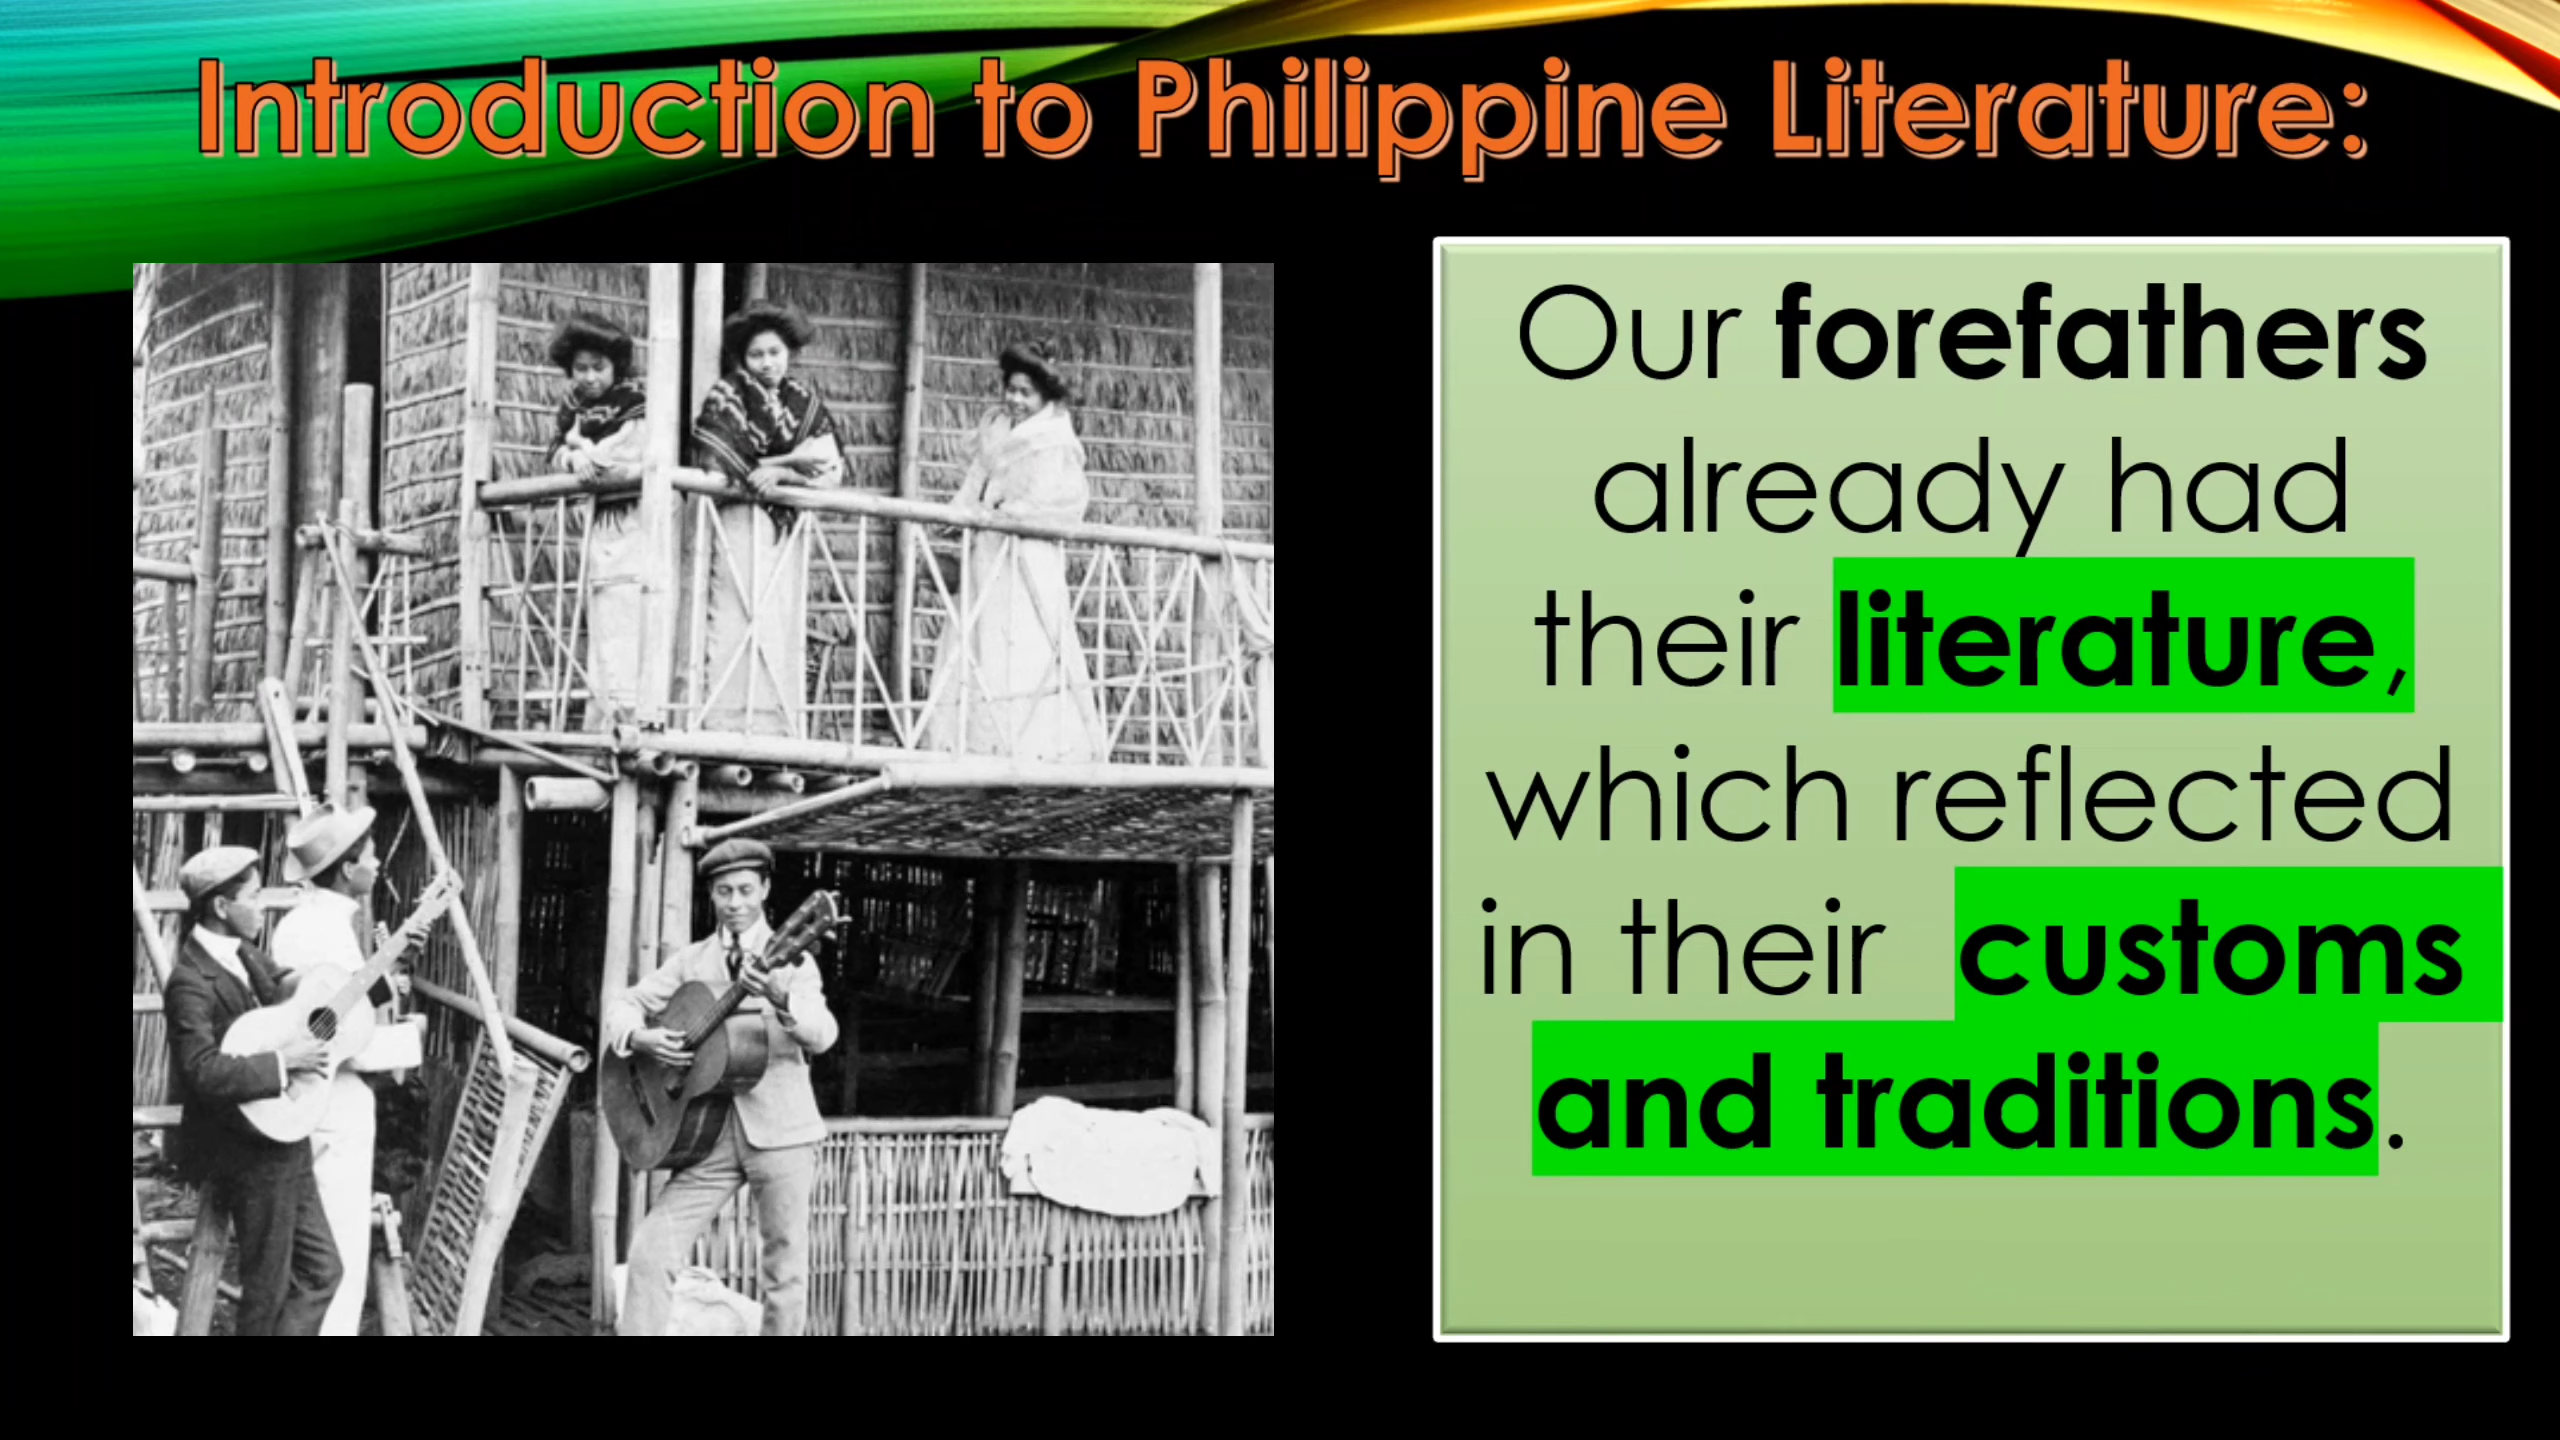 Introduction to Philippine Literature:
Our forefathers
already had
their literature,
which reflected
in their customs
and traditions.